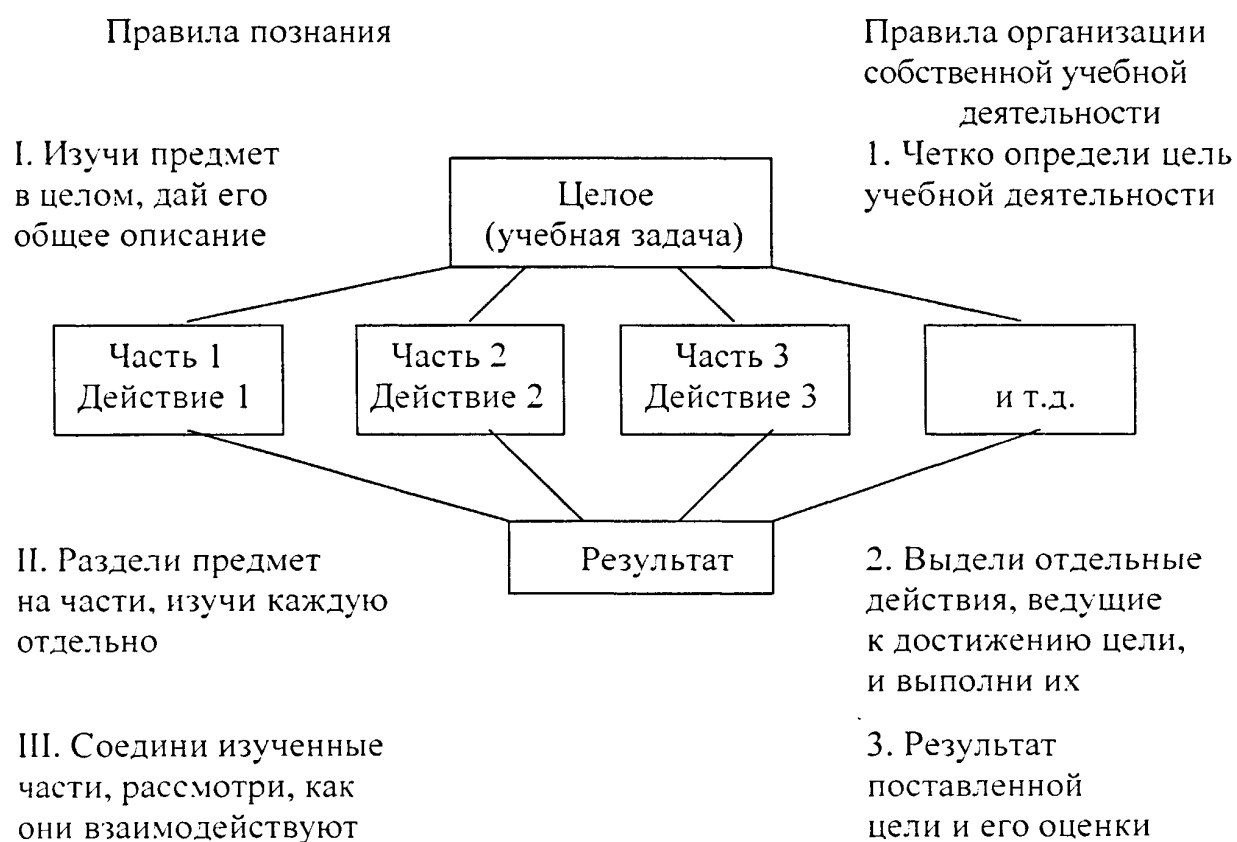 Правила познания
Правила организации
собственной учебной
деятельности
I. Изучи предмет
в целом, дай его
общее описание
Целое
(учебная задача)
1. Четко определи цель
учебной деятельности
Часть 1
Действие 1
Часть 2
Действие 2
Часть 3
Действие 3
и т.д.
Результат
II. Раздели предмет
на части, изучи каждую
отдельно
2. Выдели отдельные
действия, ведущие
к достижению цели,
и выполни их
III. Соедини изученные
части, рассмотри, как
они взаимодействуют
3. Результат
поставленной
цели и его оценки